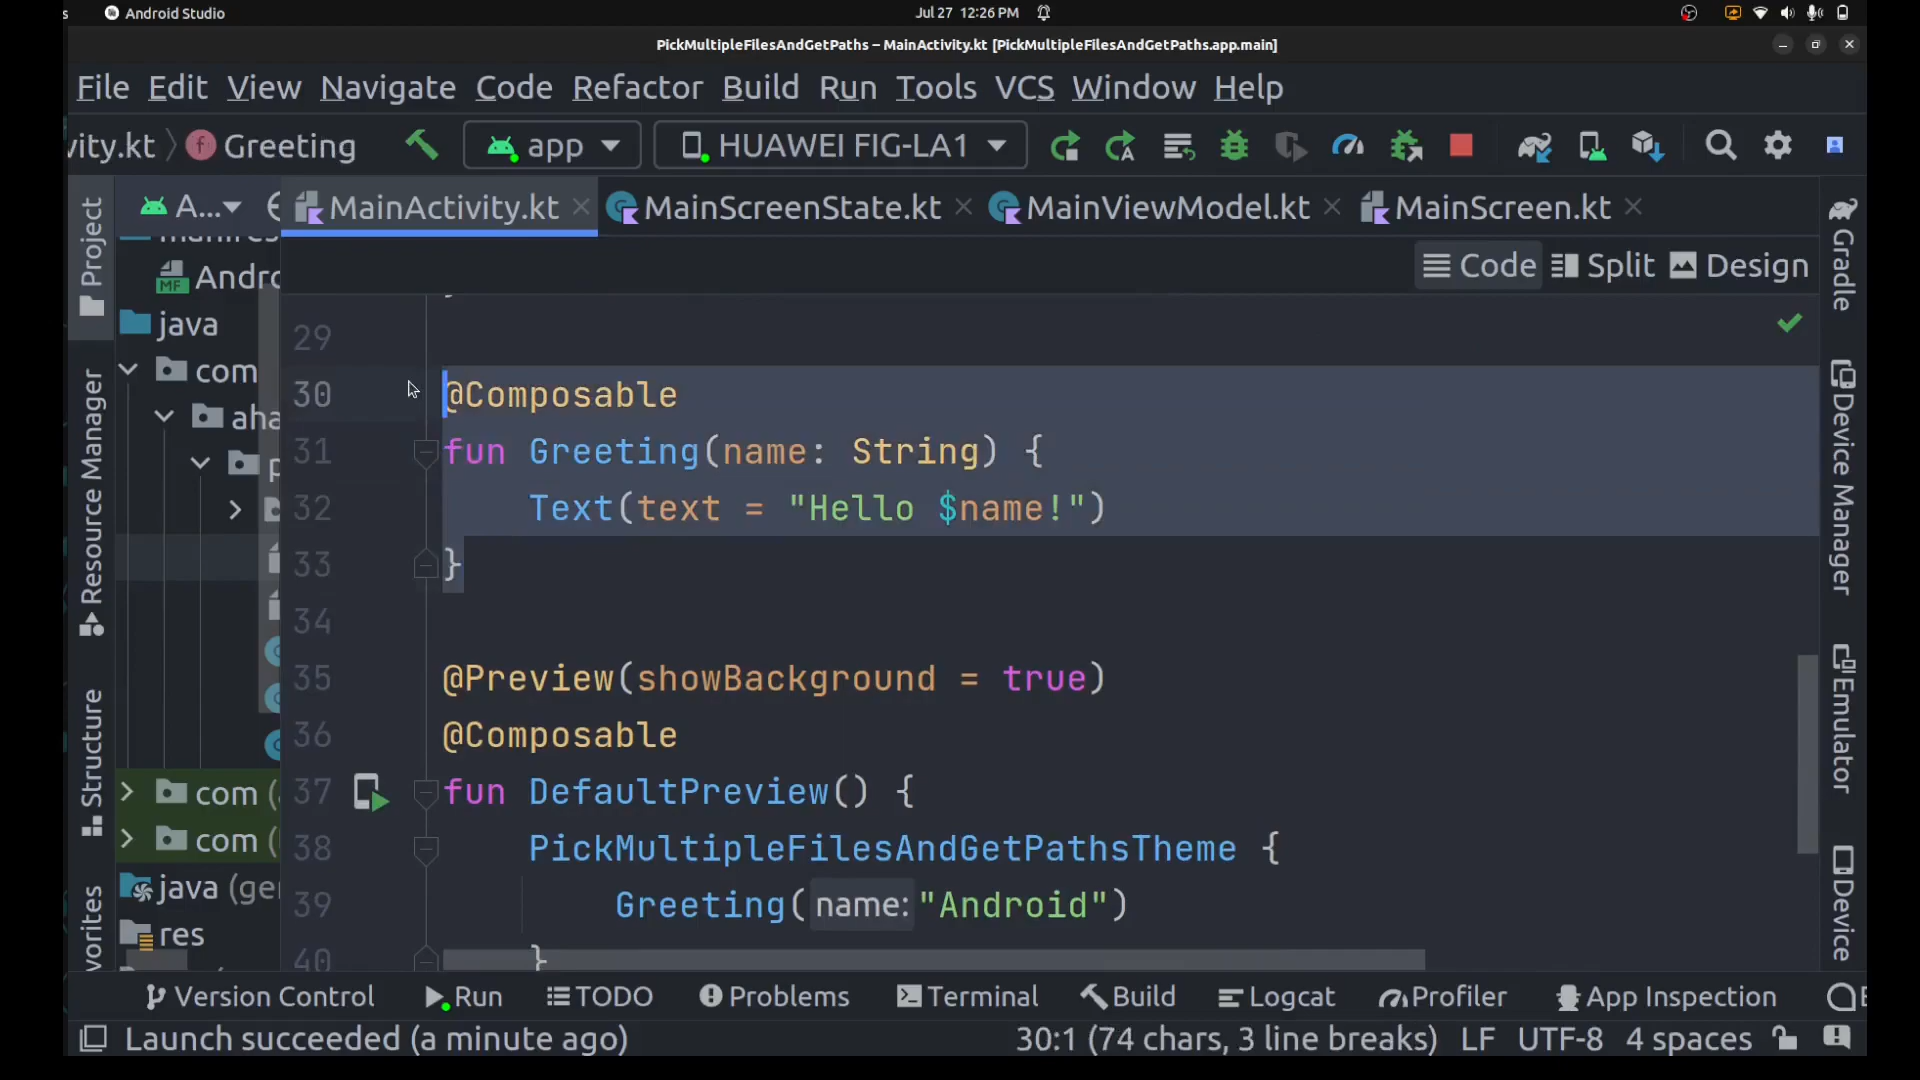 Android Studio
Jul 27 12:26 PM
PickMultipleFilesAndGetPaths – MainActivity.kt [PickMultipleFilesAndGetPaths.app.main]
File Edit View Navigate Code Refactor Build Run Tools VCS Window Help
vity.kt Greeting app HUAWEI FIG-LA1
A... MainActivity.kt MainScreenState.kt MainViewModel.kt MainScreen.kt
Code Split Design
Project
Resource Manager
Structure
vorites
MF Andro
java
com
aha
p
com (
com (
java (ge
res
29
30 @Composable
31 fun Greeting(name: String) {
32 Text(text = "Hello $name!")
33 }
34
35 @Preview(showBackground = true)
36 @Composable
37 fun DefaultPreview() {
38 PickMultipleFilesAndGetPathsTheme {
39 Greeting( name: "Android")
40 }
Gradle
Device Manager
Emulator
Device
Version Control Run TODO Problems Terminal Build Logcat Profiler App Inspection
Launch succeeded (a minute ago) 30:1 (74 chars, 3 line breaks) LF UTF-8 4 spaces